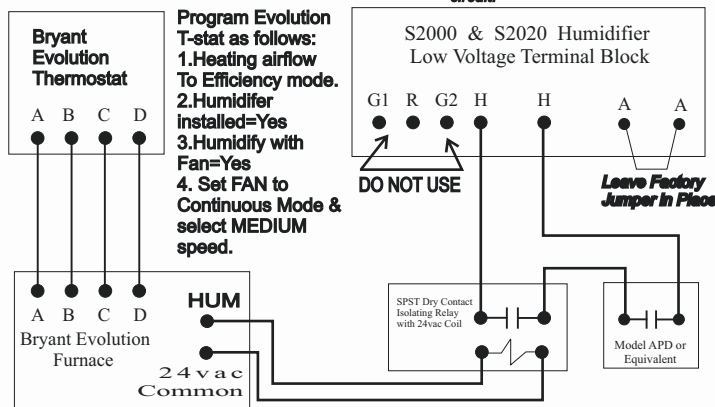 Bryant
Evolution
Thermostat
A B C D
Program Evolution
T-stat as follows:
1.Heating airflow
To Efficiency mode.
2.Humidifer
installed=Yes
3.Humidify with
Fan=Yes
4. Set FAN to
Continuous Mode &
select MEDIUM
speed.
S2000 & S2020 Humidifier
Low Voltage Terminal Block
G1 R G2 H H A A
DO NOT USE
Leave Factory
Jumper In Place
A B C D
Bryant Evolution
Furnace
HUM
24vac
Common
SPST Dry Contact
Isolating Relay
with 24vac Coil
Model APD or
Equivalent